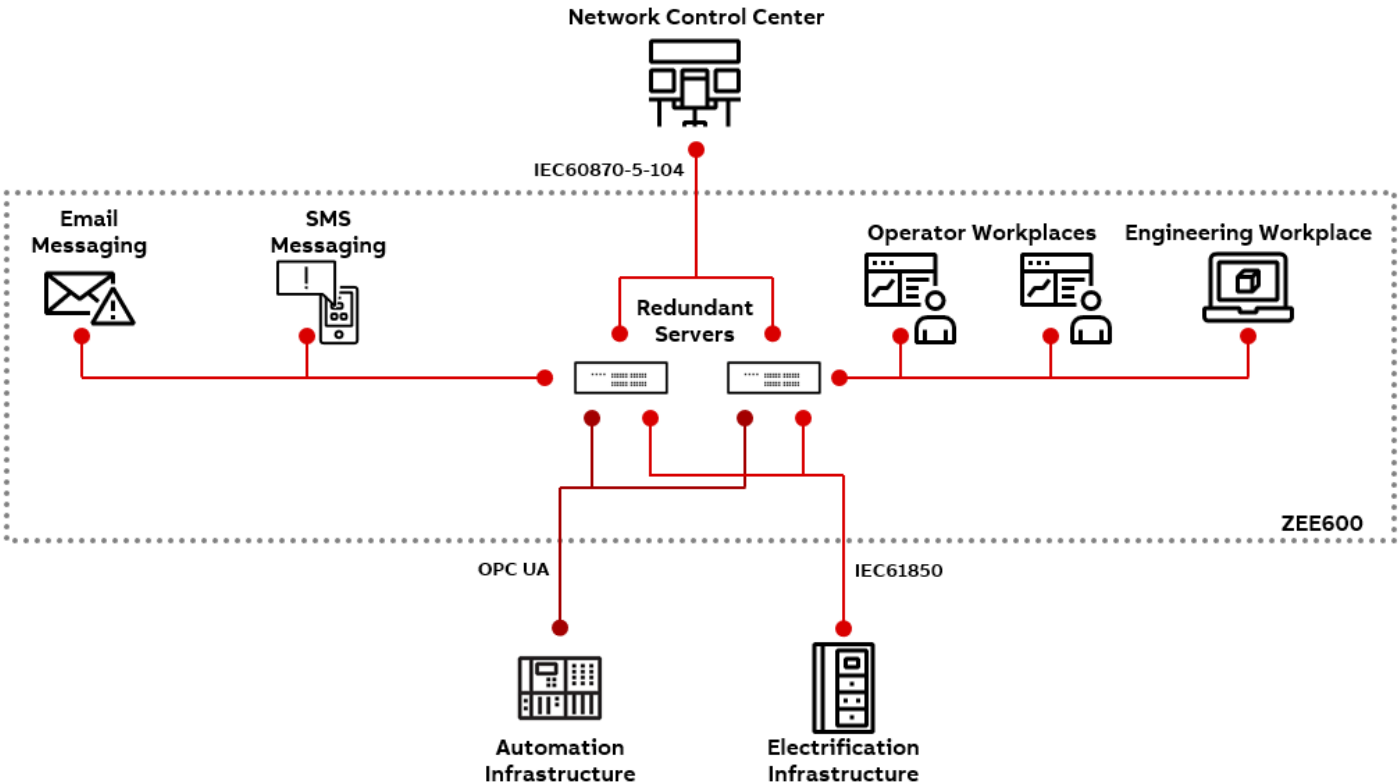 Network Control Center
IEC60870-5-104
Email
Messaging
SMS
Messaging
!
Operator Workplaces
Engineering Workplace
Redundant
Servers
ZEE600
OPC UA
IEC61850
Automation
Infrastructure
Electrification
Infrastructure